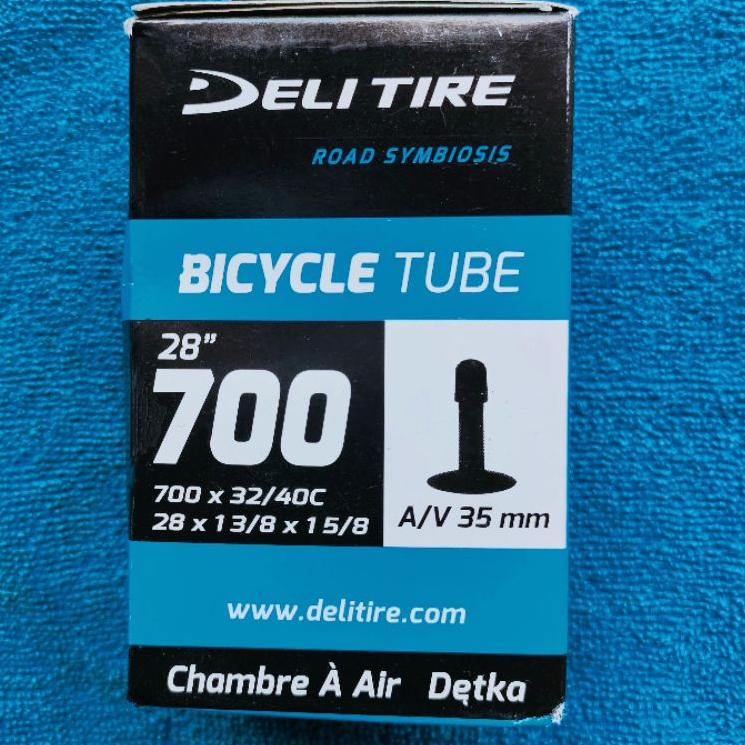 DELI TIRE
ROAD SYMBIOSIS
BICYCLE TUBE
28”
700
700 x 32/40C
28 x 1 3/8 x 1 5/8
A/V 35 mm
www.delitire.com
Chambre À Air Dętka